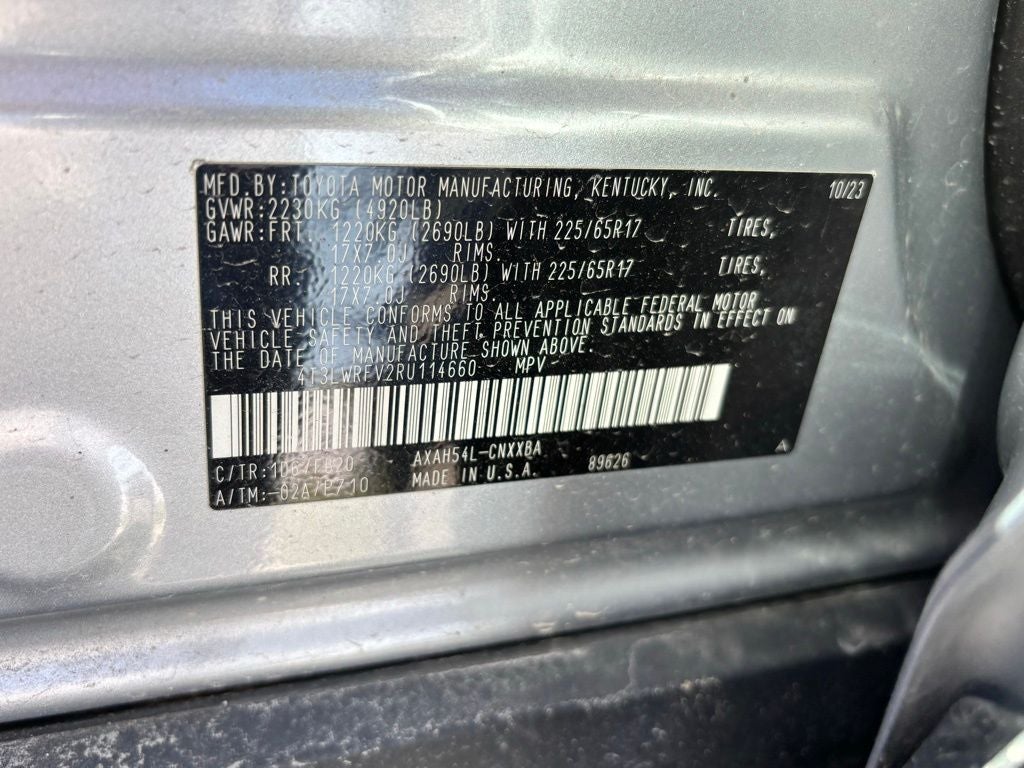 MFD.BY:TOYOTA MOTOR MANUFACTURING, KENTUCKY, INC. 10/23
GVWR:2230KG (4920LB)
GAWR:FRT 1220KG (2690LB) WITH 225/65R17 TIRES,
17X7.0J RIMS.
RR. 1220KG (2690LB) WITH 225/65R17 TIRES,
17X7.0J RIMS.
THIS VEHICLE CONFORMS TO ALL APPLICABLE FEDERAL MOTOR
VEHICLE SAFETY AND THEFT PREVENTION STANDARDS IN EFFECT ON
THE DATE OF MANUFACTURE SHOWN ABOVE.
4T3LWRFV2RU114660 MPV
C/TR:1D6/FB20 AXAH54L-CNXXBA
A/TM:-02A/P710 MADE IN U.S.A. 89626